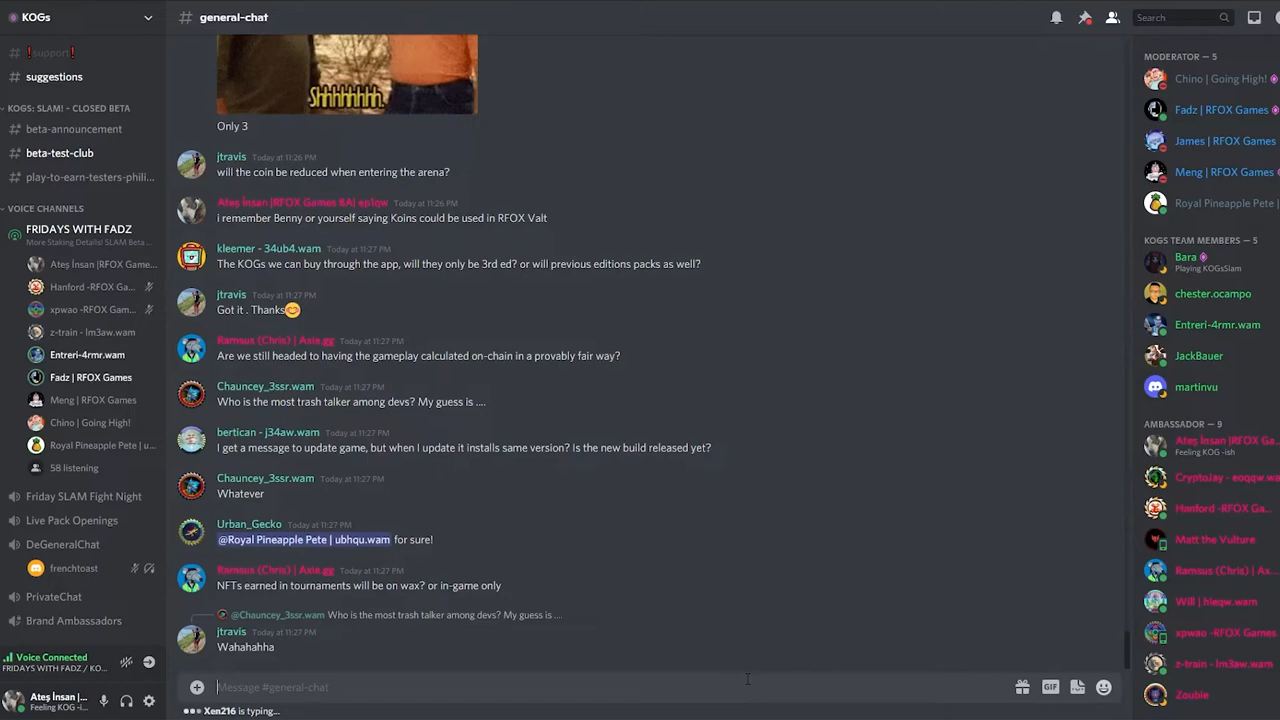 KOGs
general-chat
Search
❗support❗
suggestions
KOGS: SLAM! - CLOSED BETA
beta-announcement
beta-test-club
play-to-earn-testers-phili...
VOICE CHANNELS
FRIDAYS WITH FADZ
More Staking Details! SLAM Beta ...
Ateş İnsan |RFOX Game...
Hanford -RFOX Ga...
xpwao -RFOX Gam...
z-train - lm3aw.wam
Entreri-4rmr.wam
Fadz | RFOX Games
Meng | RFOX Games
Chino | Going High!
Royal Pineapple Pete | u...
58 listening
Friday SLAM Fight Night
Live Pack Openings
DeGeneralChat
frenchtoast
PrivateChat
Brand Ambassadors
Voice Connected
FRIDAYS WITH FADZ / KO...
Ateş İnsan |...
Feeling KOG -i...
Shhhhhhh.
Only 3
jtravis Today at 11:26 PM
will the coin be reduced when entering the arena?
Ateş İnsan |RFOX Games BA| ep1qw Today at 11:26 PM
i remember Benny or yourself saying Koins could be used in RFOX Valt
kleemer - 34ub4.wam Today at 11:27 PM
The KOGs we can buy through the app, will they only be 3rd ed? or will previous editions packs as well?
jtravis Today at 11:27 PM
Got it . Thanks😊
Ramsus (Chris) | Axie.gg Today at 11:27 PM
Are we still headed to having the gameplay calculated on-chain in a provably fair way?
Chauncey_3ssr.wam Today at 11:27 PM
Who is the most trash talker among devs? My guess is ....
bertican - j34aw.wam Today at 11:27 PM
I get a message to update game, but when I update it installs same version? Is the new build released yet?
Chauncey_3ssr.wam Today at 11:27 PM
Whatever
Urban_Gecko Today at 11:27 PM
@Royal Pineapple Pete | ubhqu.wam for sure!
Ramsus (Chris) | Axie.gg Today at 11:27 PM
NFTs earned in tournaments will be on wax? or in-game only
@Chauncey_3ssr.wam Who is the most trash talker among devs? My guess is ....
jtravis Today at 11:27 PM
Wahahahha
Message #general-chat
GIF
Xen216 is typing...
MODERATOR — 5
Chino | Going High!
Fadz | RFOX Games
James | RFOX Games
Meng | RFOX Games
Royal Pineapple Pete |
KOGS TEAM MEMBERS — 5
Bara
Playing KOGsSlam
chester.ocampo
Entreri-4rmr.wam
JackBauer
martinvu
AMBASSADOR — 9
Ateş İnsan |RFOX Ga...
Feeling KOG -ish
CryptoJay - eoqqw.wa
Hanford -RFOX Ga...
Matt the Vulture
Ramsus (Chris) | Ax...
Will | hieqw.wam
xpwao -RFOX Games
z-train - lm3aw.wam
Zoubie